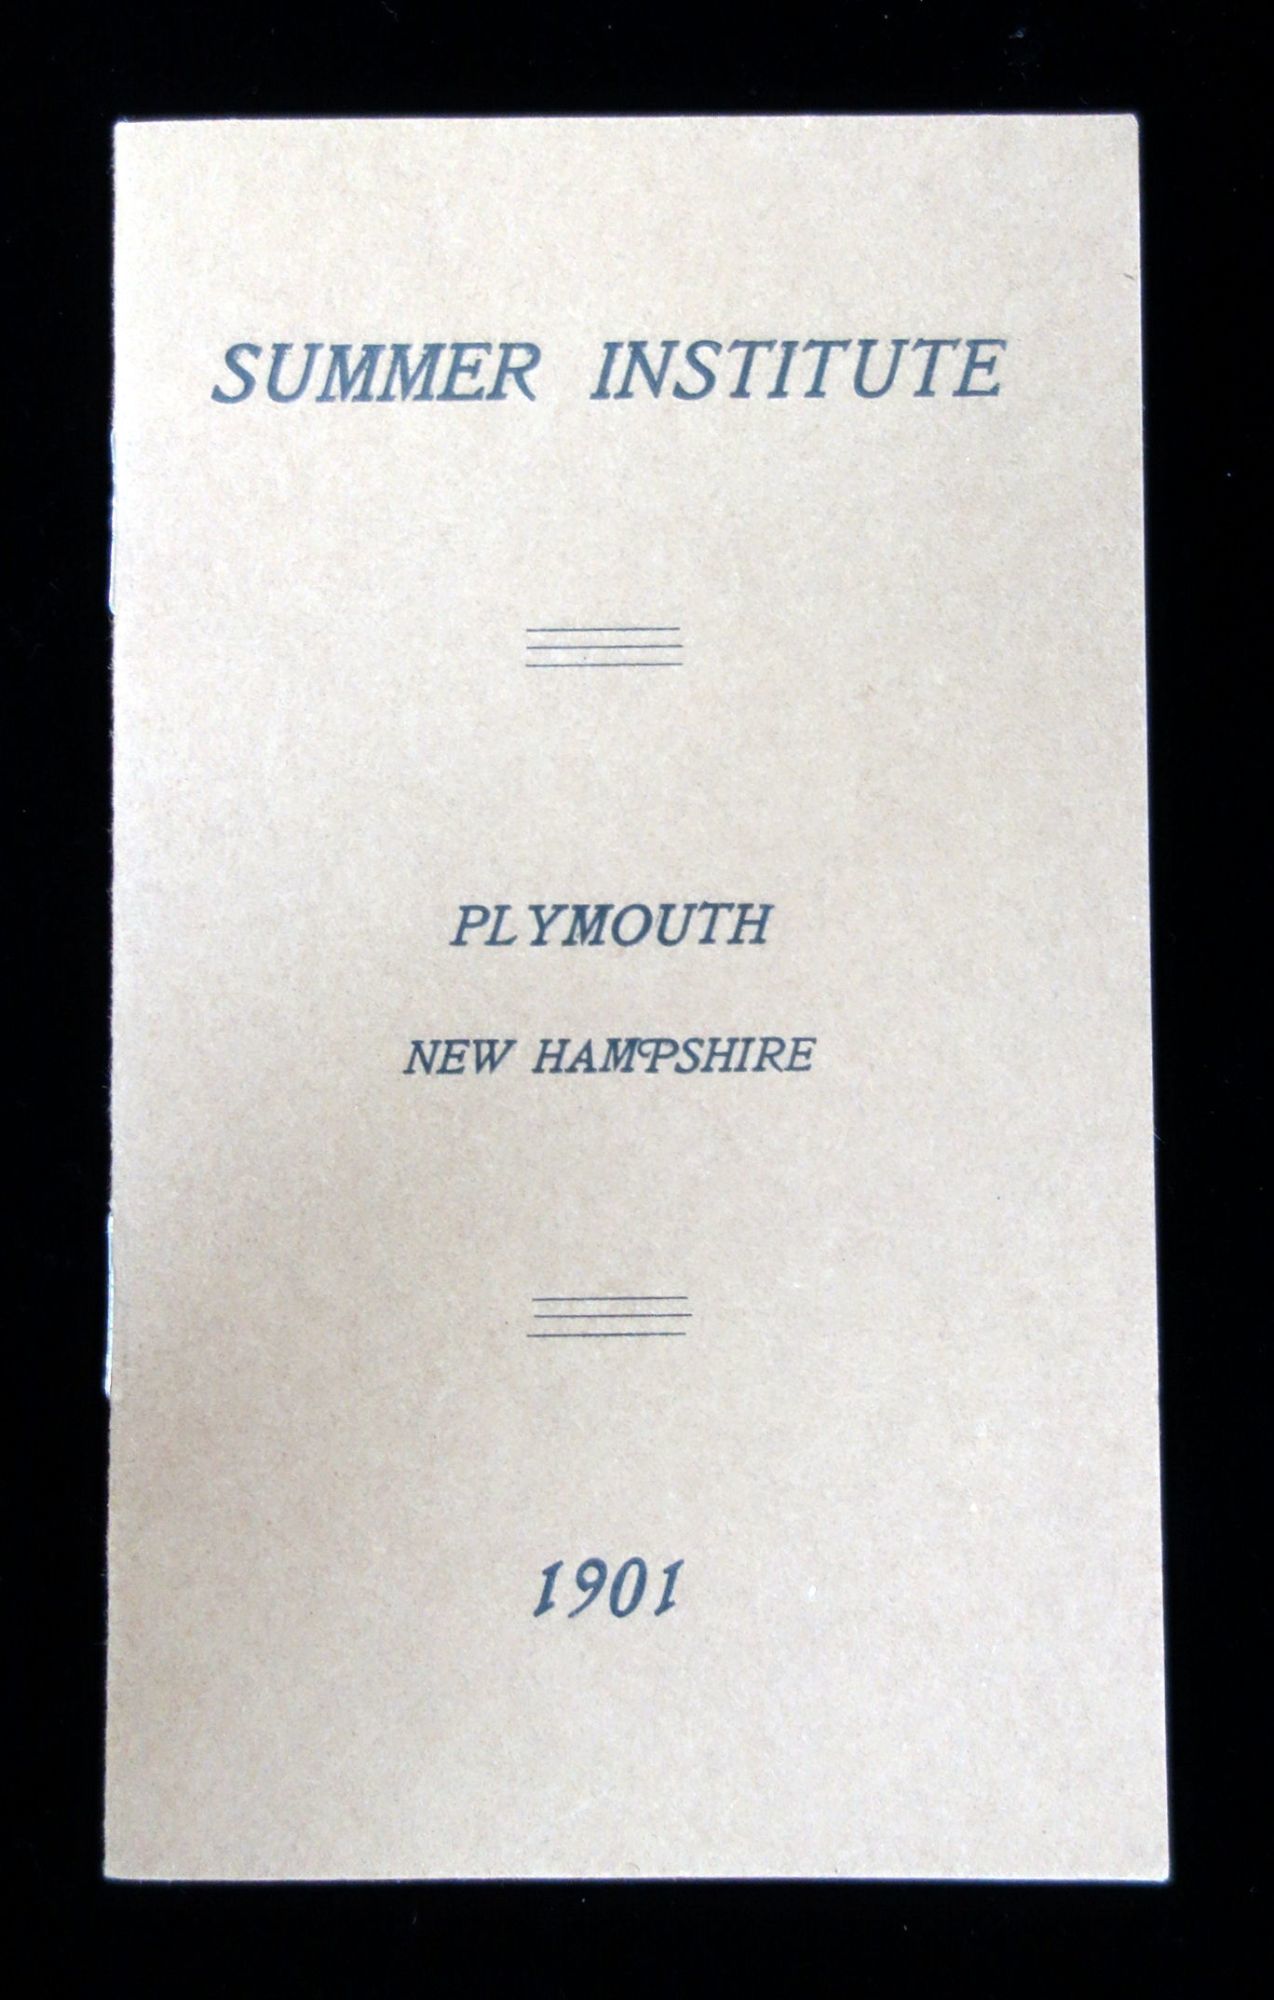 SUMMER INSTITUTE
PLYMOUTH
NEW HAMPSHIRE
1901